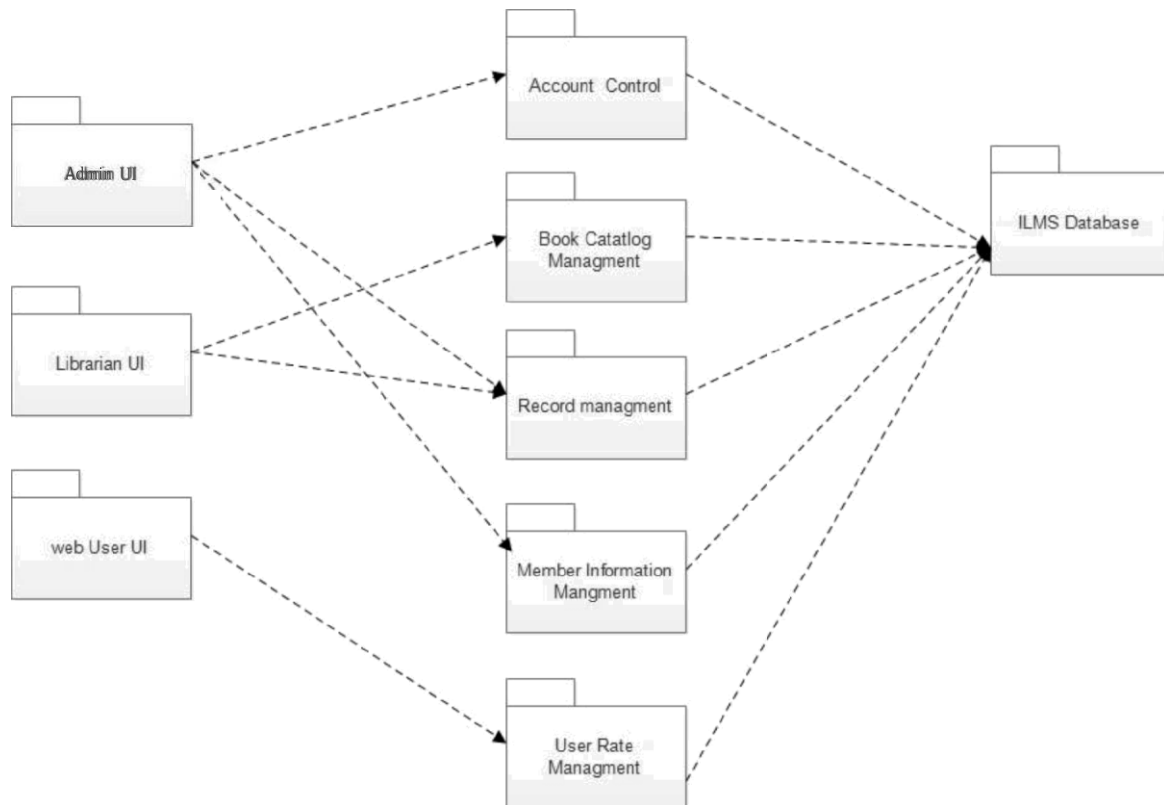 Admin UI
Librarian UI
web User UI
Account Control
Book Catatlog
Managment
Record managment
Member Information
Mangment
User Rate
Managment
ILMS Database